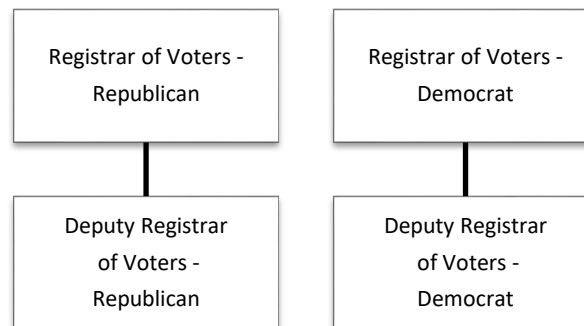 Registrar of Voters -
Republican
Registrar of Voters -
Democrat
Deputy Registrar
of Voters -
Republican
Deputy Registrar
of Voters -
Democrat